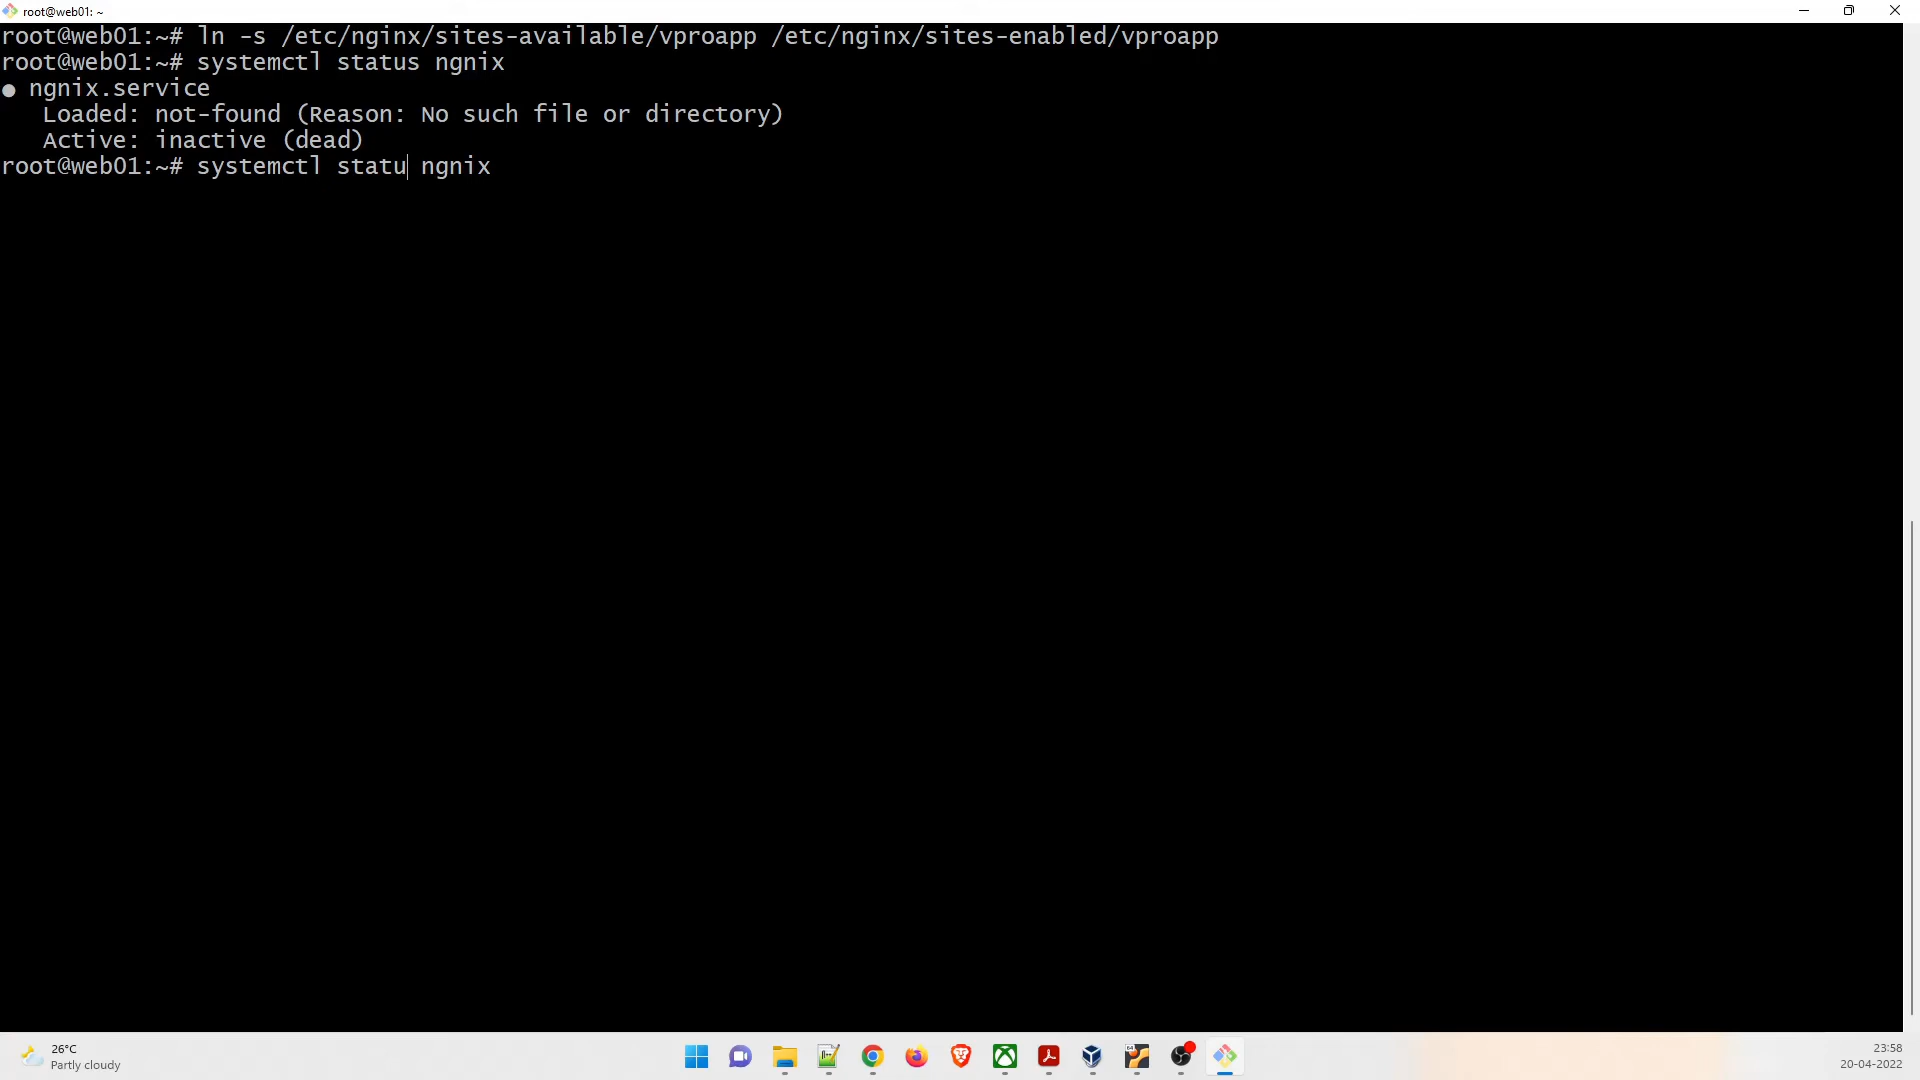 root@web01: ~
root@web01:~# ln -s /etc/nginx/sites-available/vproapp /etc/nginx/sites-enabled/vproapp
root@web01:~# systemctl status ngnix
● ngnix.service
   Loaded: not-found (Reason: No such file or directory)
   Active: inactive (dead)
root@web01:~# systemctl statu ngnix
26°C
Partly cloudy
64
23:58
20-04-2022